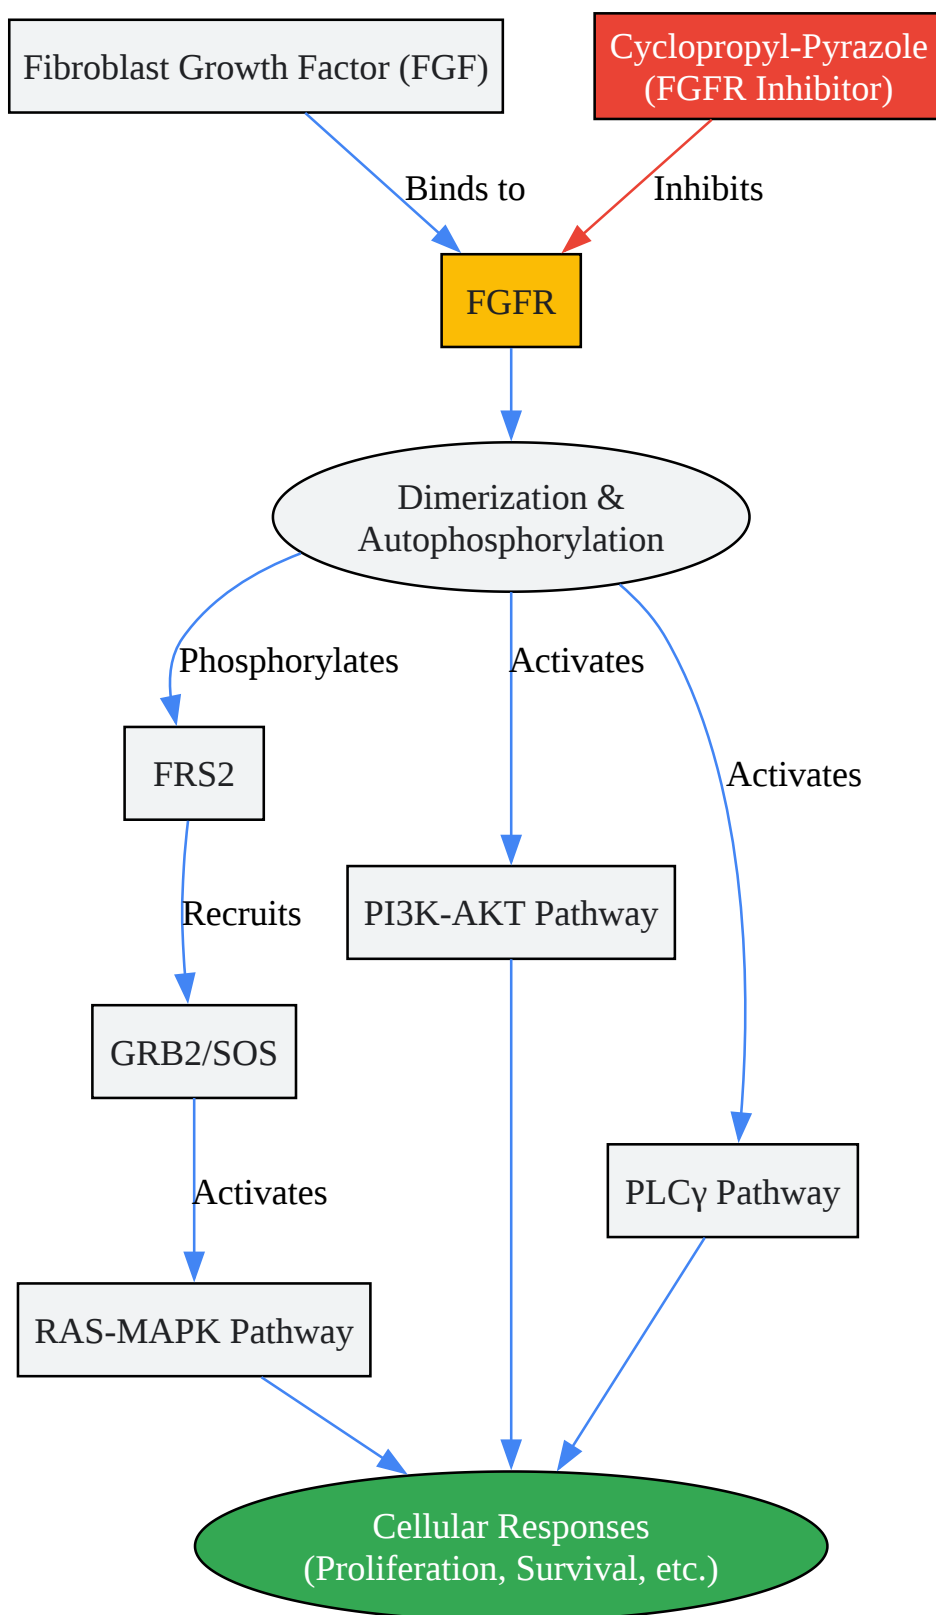 Fibroblast Growth Factor (FGF)
Cyclopropyl-Pyrazole
(FGFR Inhibitor)
Binds to
Inhibits
FGFR
Dimerization &
Autophosphorylation
Phosphorylates
Activates
Activates
FRS2
Recruits
PI3K-AKT Pathway
GRB2/SOS
Activates
PLCγ Pathway
RAS-MAPK Pathway
Cellular Responses
(Proliferation, Survival, etc.)